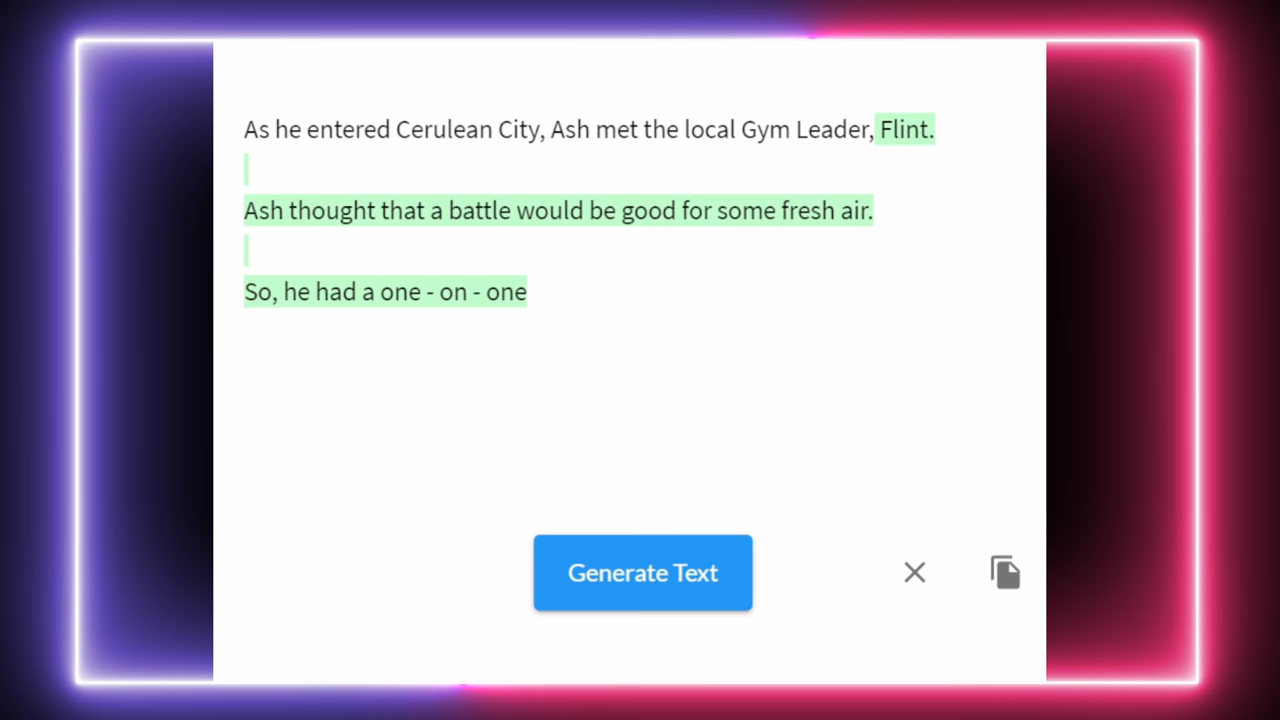 As he entered Cerulean City, Ash met the local Gym Leader, Flint.
Ash thought that a battle would be good for some fresh air.
So, he had a one - on - one
Generate Text